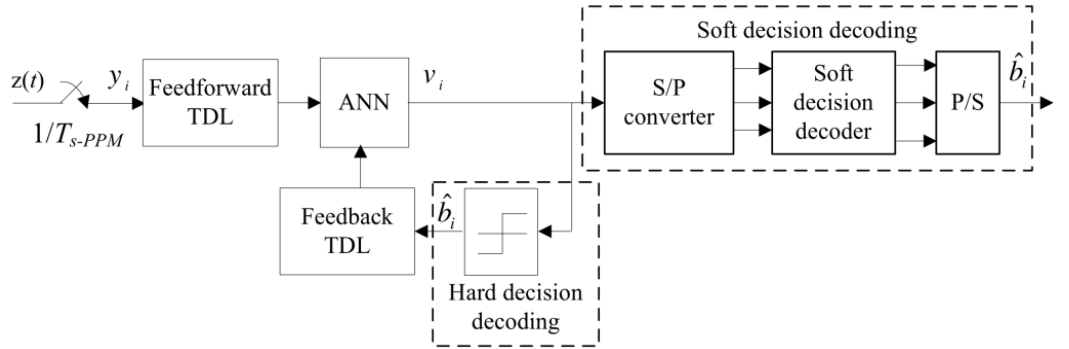 Soft decision decoding
z(t)
y_i
Feedforward
TDL
ANN
v_i
S/P
converter
Soft
decision
decoder
P/S
b̂_i
1/T_{s-PPM}
Feedback
TDL
b̂_i
Hard decision
decoding